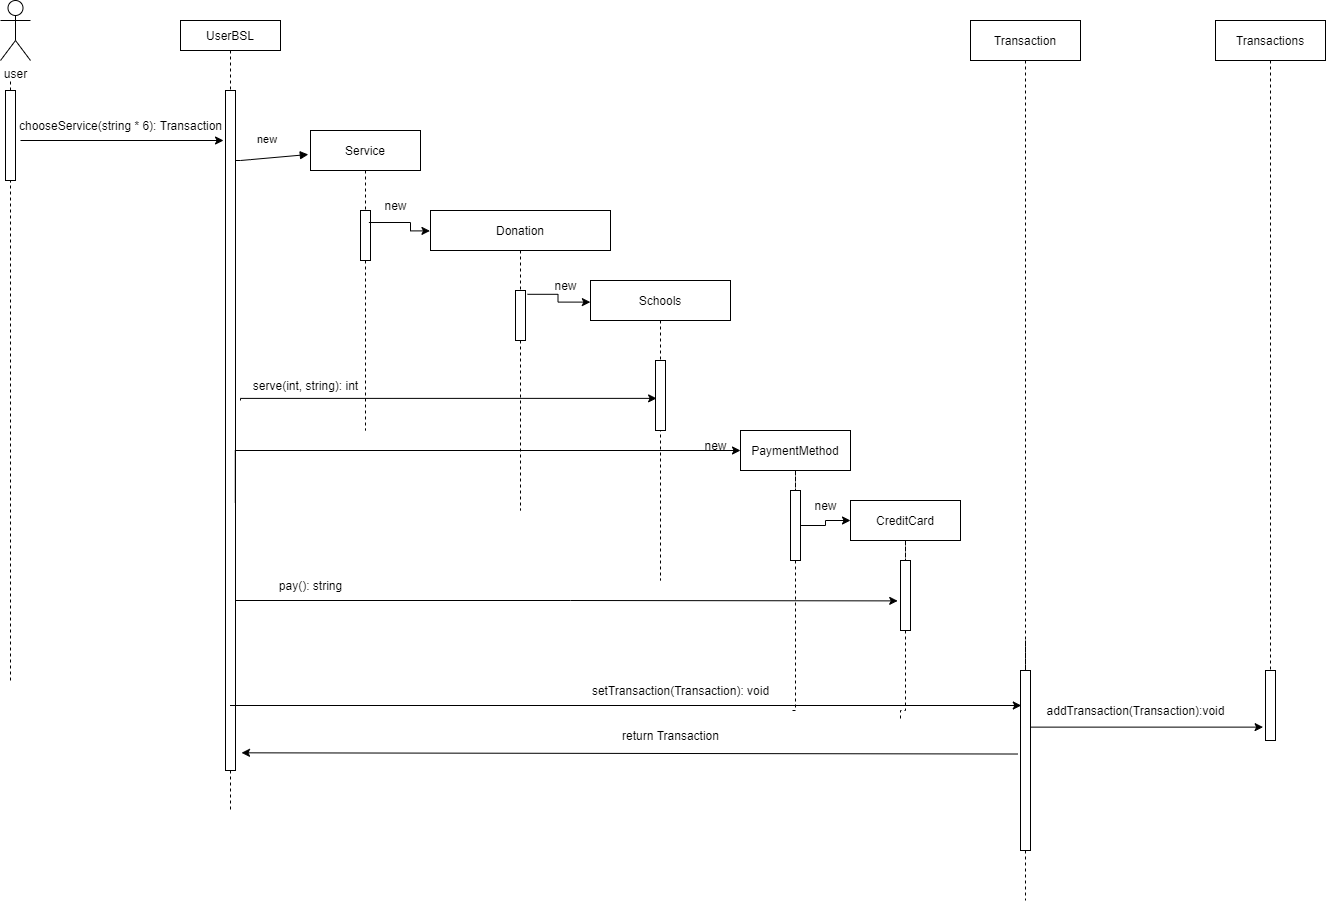 user
UserBSL
Transaction
Transactions
chooseService(string * 6): Transaction
new
Service
new
Donation
new
Schools
serve(int, string): int
new
PaymentMethod
new
CreditCard
pay(): string
setTransaction(Transaction): void
addTransaction(Transaction):void
return Transaction